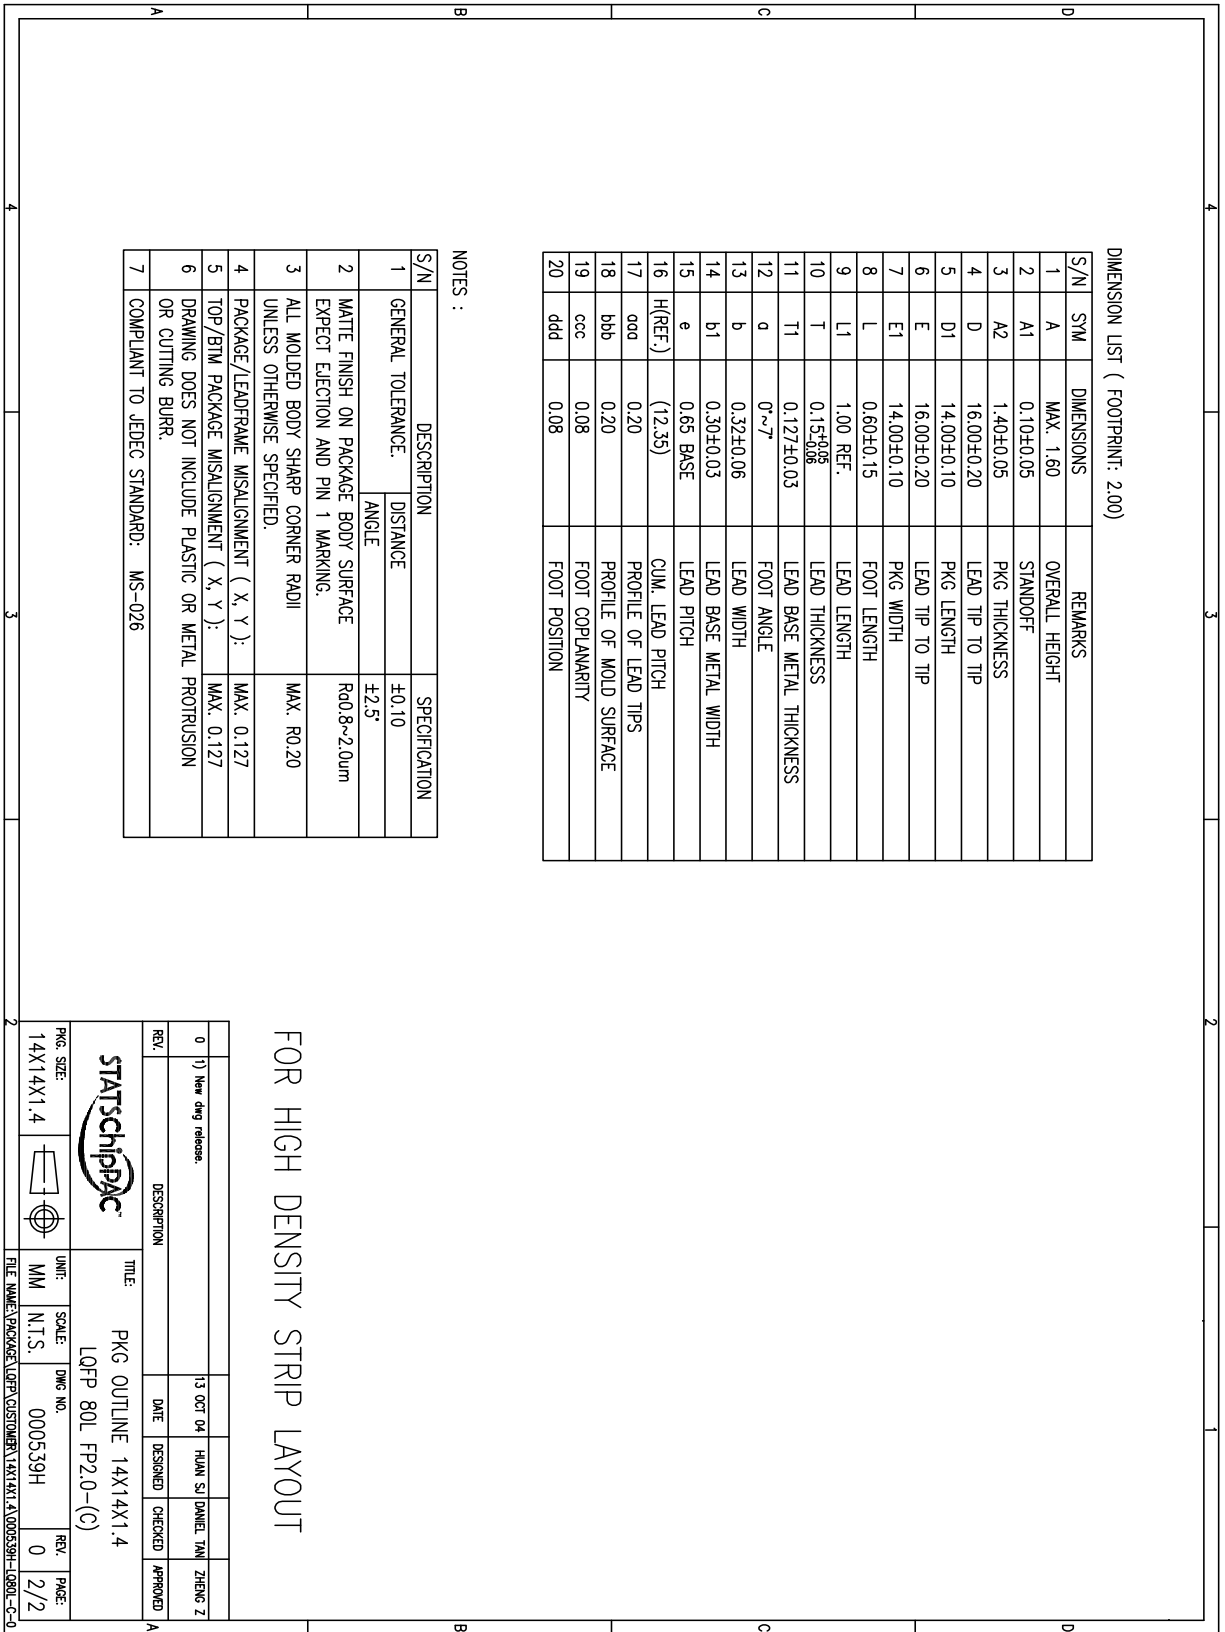 4
3
2
1
D
C
B
A
DIMENSION LIST ( FOOTPRINT: 2.00)
S/N SYM DIMENSIONS REMARKS
1 A MAX. 1.60 OVERALL HEIGHT
2 A1 0.10±0.05 STANDOFF
3 A2 1.40±0.05 PKG THICKNESS
4 D 16.00±0.20 LEAD TIP TO TIP
5 D1 14.00±0.10 PKG LENGTH
6 E 16.00±0.20 LEAD TIP TO TIP
7 E1 14.00±0.10 PKG WIDTH
8 L 0.60±0.15 FOOT LENGTH
9 L1 1.00 REF. LEAD LENGTH
10 T 0.15+0.05 -0.06 LEAD THICKNESS
11 T1 0.127±0.03 LEAD BASE METAL THICKNESS
12 a 0°~7° FOOT ANGLE
13 b 0.32±0.06 LEAD WIDTH
14 b1 0.30±0.03 LEAD BASE METAL WIDTH
15 e 0.65 BASE LEAD PITCH
16 H(REF.) (12.35) CUM. LEAD PITCH
17 aaa 0.20 PROFILE OF LEAD TIPS
18 bbb 0.20 PROFILE OF MOLD SURFACE
19 ccc 0.08 FOOT COPLANARITY
20 ddd 0.08 FOOT POSITION
NOTES :
S/N DESCRIPTION SPECIFICATION
1 GENERAL TOLERANCE. DISTANCE ±0.10
ANGLE ±2.5°
2 MATTE FINISH ON PACKAGE BODY SURFACE
EXPECT EJECTION AND PIN 1 MARKING. Ra0.8~2.0um
3 ALL MOLDED BODY SHARP CORNER RADII
UNLESS OTHERWISE SPECIFIED. MAX. R0.20
4 PACKAGE/LEADFRAME MISALIGNMENT ( X, Y ): MAX. 0.127
5 TOP/BTM PACKAGE MISALIGNMENT ( X, Y ): MAX. 0.127
6 DRAWING DOES NOT INCLUDE PLASTIC OR METAL PROTRUSION
OR CUTTING BURR.
7 COMPLIANT TO JEDEC STANDARD: MS-026
FOR HIGH DENSITY STRIP LAYOUT
0 1) New dwg release. 13 OCT 04 HUAN SJ DANIEL TAN ZHENG Z
REV. DESCRIPTION DATE DESIGNED CHECKED APPROVED
STATSChipPAC™
TITLE:
PKG OUTLINE 14X14X1.4
LQFP 80L FP2.0-(C)
PKG. SIZE: UNIT: SCALE: DWG NO. REV. PAGE:
14X14X1.4 MM N.T.S. 000539H 0 2/2
FILE NAME:\PACKAGE\LQFP\CUSTOMER\14X14X1.4\000539H-LQ80L-C-0
4
3
2
D
C
B
A